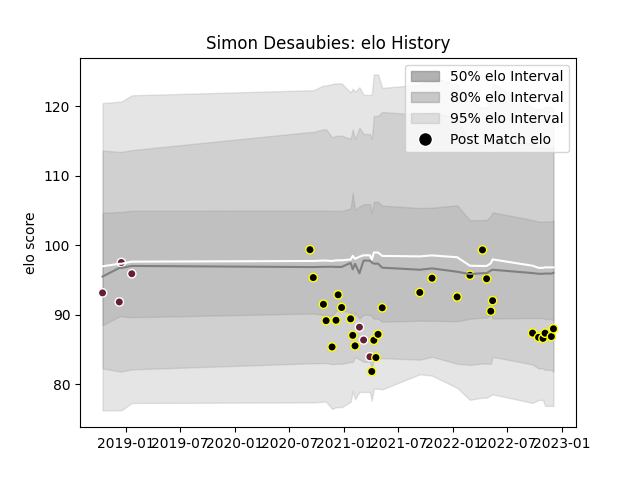 Simon Desaubies: elo History
50% elo Interval
80% elo Interval
95% elo Interval
Post Match elo
elo score
120
110
100
90
80
2019-01 2019-07 2020-01 2020-07 2021-01 2021-07 2022-01 2022-07 2023-01